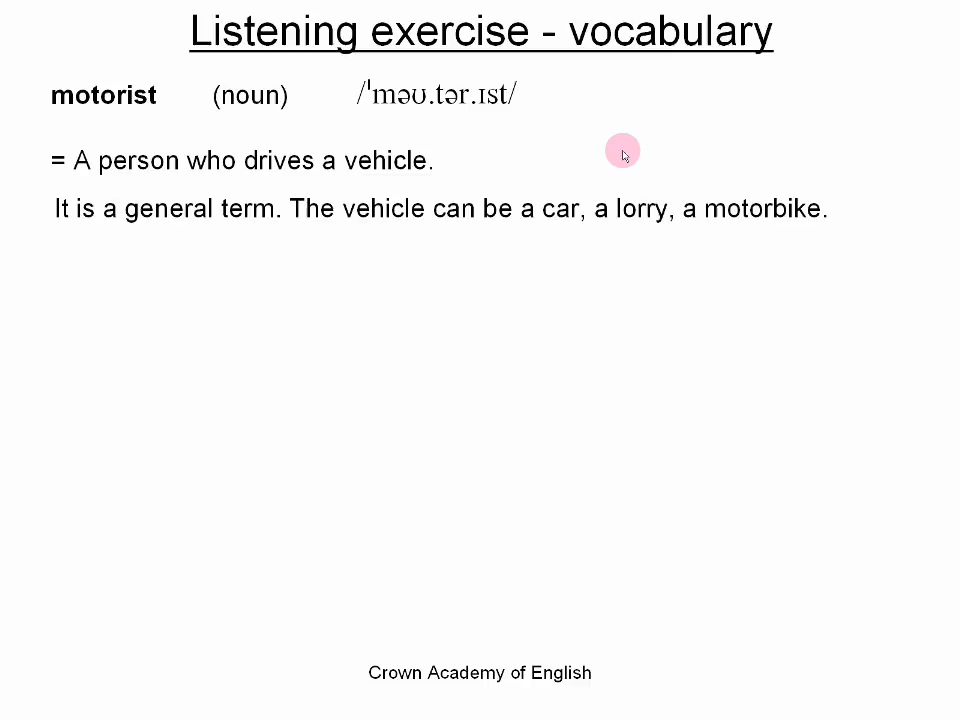 Listening exercise - vocabulary
motorist (noun) /ˈməʊ.tər.ɪst/
= A person who drives a vehicle.
It is a general term. The vehicle can be a car, a lorry, a motorbike.
Crown Academy of English